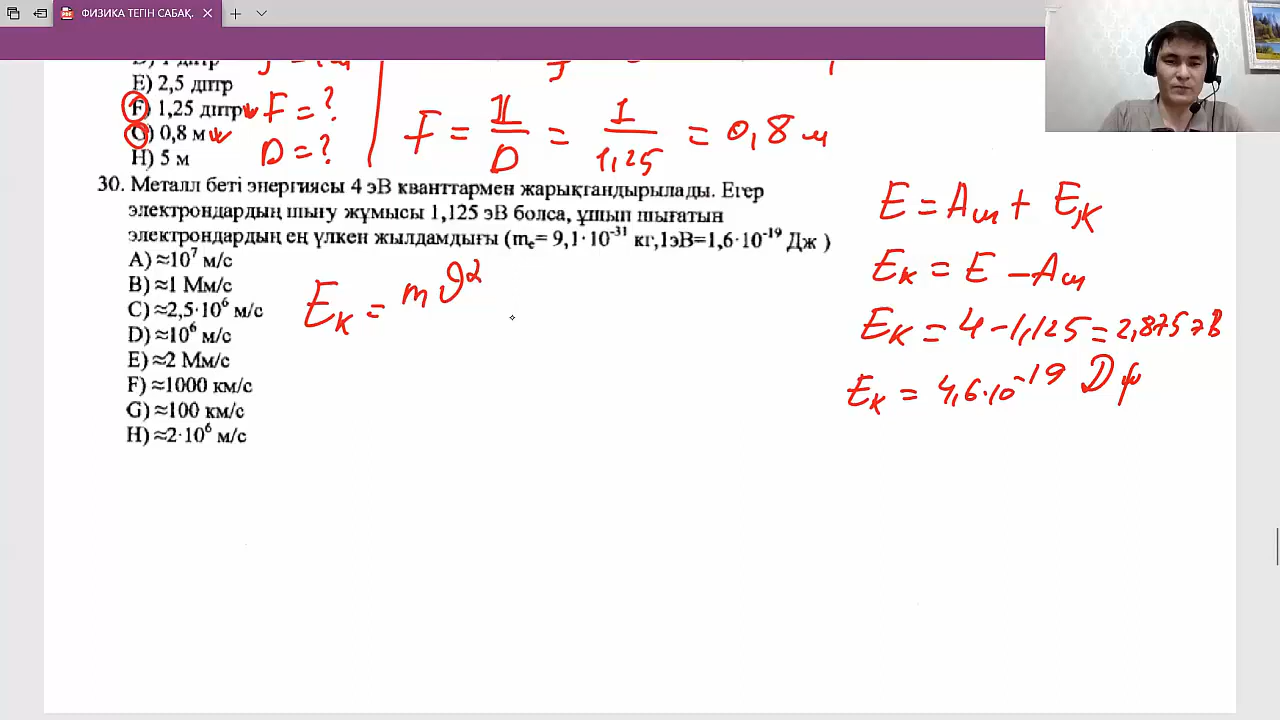 ФИЗИКА ТЕГІН САБАҚ.
E) 2,5 дптр
F) 1,25 дптр F = ?
G) 0,8 м D = ?
H) 5 м
F = 1/D = 1/1,25 = 0,8 м
30. Металл беті энергиясы 4 эВ кванттармен жарықтандырылады. Егер
электрондардың шығу жұмысы 1,125 эВ болса, ұшып шығатын
электрондардың ең үлкен жылдамдығы (mₑ= 9,1·10⁻³¹ кг,1эВ=1,6·10⁻¹⁹ Дж )
A) ≈10⁷ м/с
B) ≈1 Мм/с
C) ≈2,5·10⁶ м/с
D) ≈10⁶ м/с
E) ≈2 Мм/с
F) ≈1000 км/с
G) ≈100 км/с
H) ≈2·10⁶ м/с
Eк = mϑ²
E = Aш + Eк
Eк = E − Aш
Eк = 4 − 1,125 = 2,875 эВ
Eк = 4,6·10⁻¹⁹ Дж